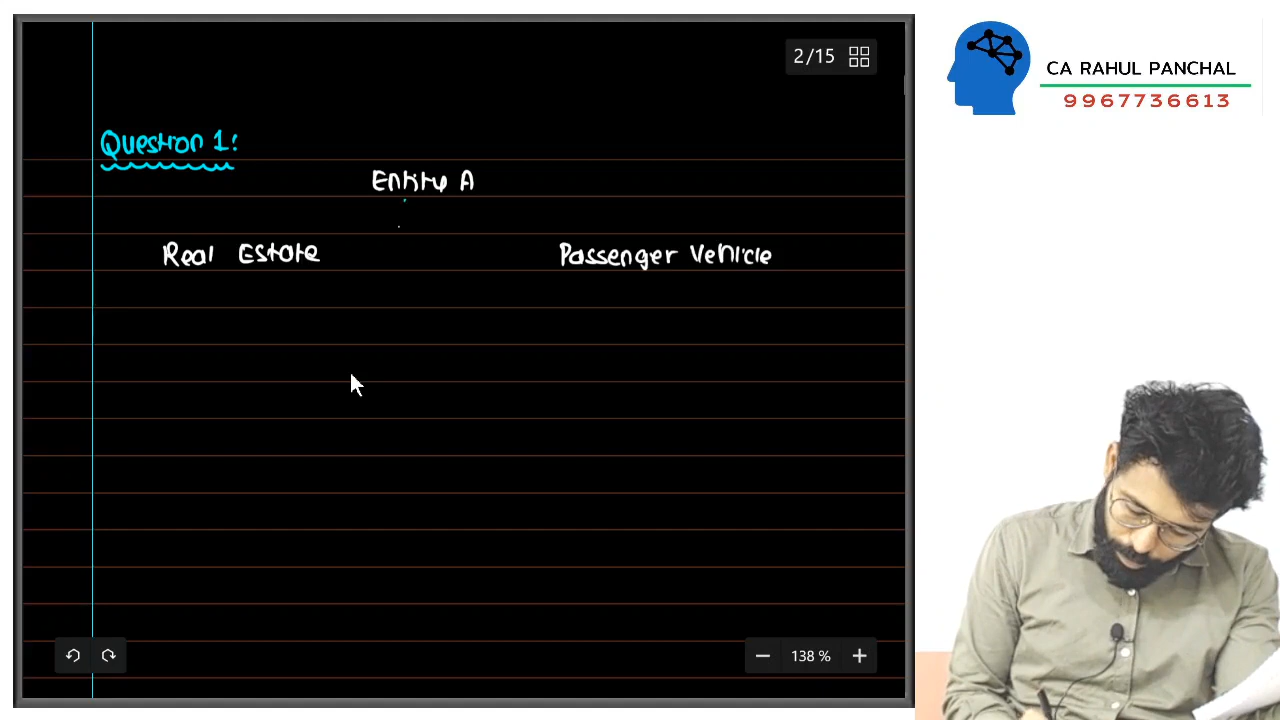 2/15
CA RAHUL PANCHAL
9967736613
Question 1:
Entity A
Real Estate
Passenger Vehicle
138 %